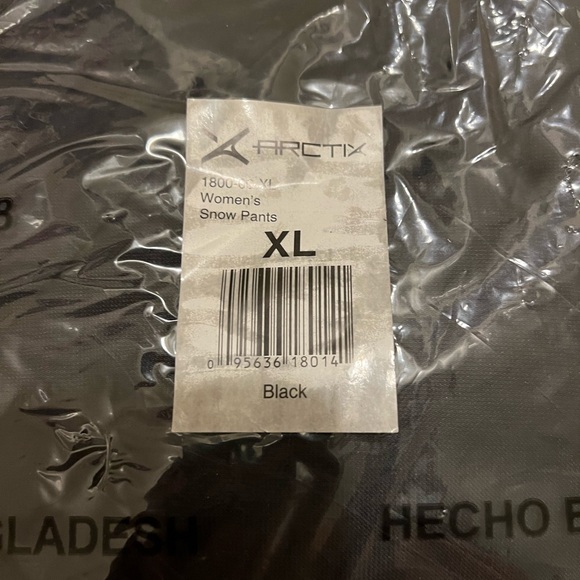 ARCTIX
Women's
Snow Pants
XL
0 95636 18014
Black
GLADESH
HECHO E